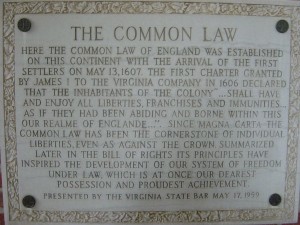 THE COMMON LAW
HERE THE COMMON LAW OF ENGLAND WAS ESTABLISHED
ON THIS CONTINENT WITH THE ARRIVAL OF THE FIRST
SETTLERS ON MAY 13, 1607. THE FIRST CHARTER GRANTED
BY JAMES I TO THE VIRGINIA COMPANY IN 1606 DECLARED
THAT THE INHABITANTS OF THE COLONY "...SHALL HAVE
AND ENJOY ALL LIBERTIES, FRANCHISES AND IMMUNITIES...
AS IF THEY HAD BEEN ABIDING AND BORNE WITHIN THIS
OUR REALME OF ENGLANDE...." SINCE MAGNA CARTA THE
COMMON LAW HAS BEEN THE CORNERSTONE OF INDIVIDUAL
LIBERTIES, EVEN AS AGAINST THE CROWN. SUMMARIZED
LATER IN THE BILL OF RIGHTS ITS PRINCIPLES HAVE
INSPIRED THE DEVELOPMENT OF OUR SYSTEM OF FREEDOM
UNDER LAW, WHICH IS AT ONCE OUR DEAREST
POSSESSION AND PROUDEST ACHIEVEMENT.
PRESENTED BY THE VIRGINIA STATE BAR MAY 17, 1959